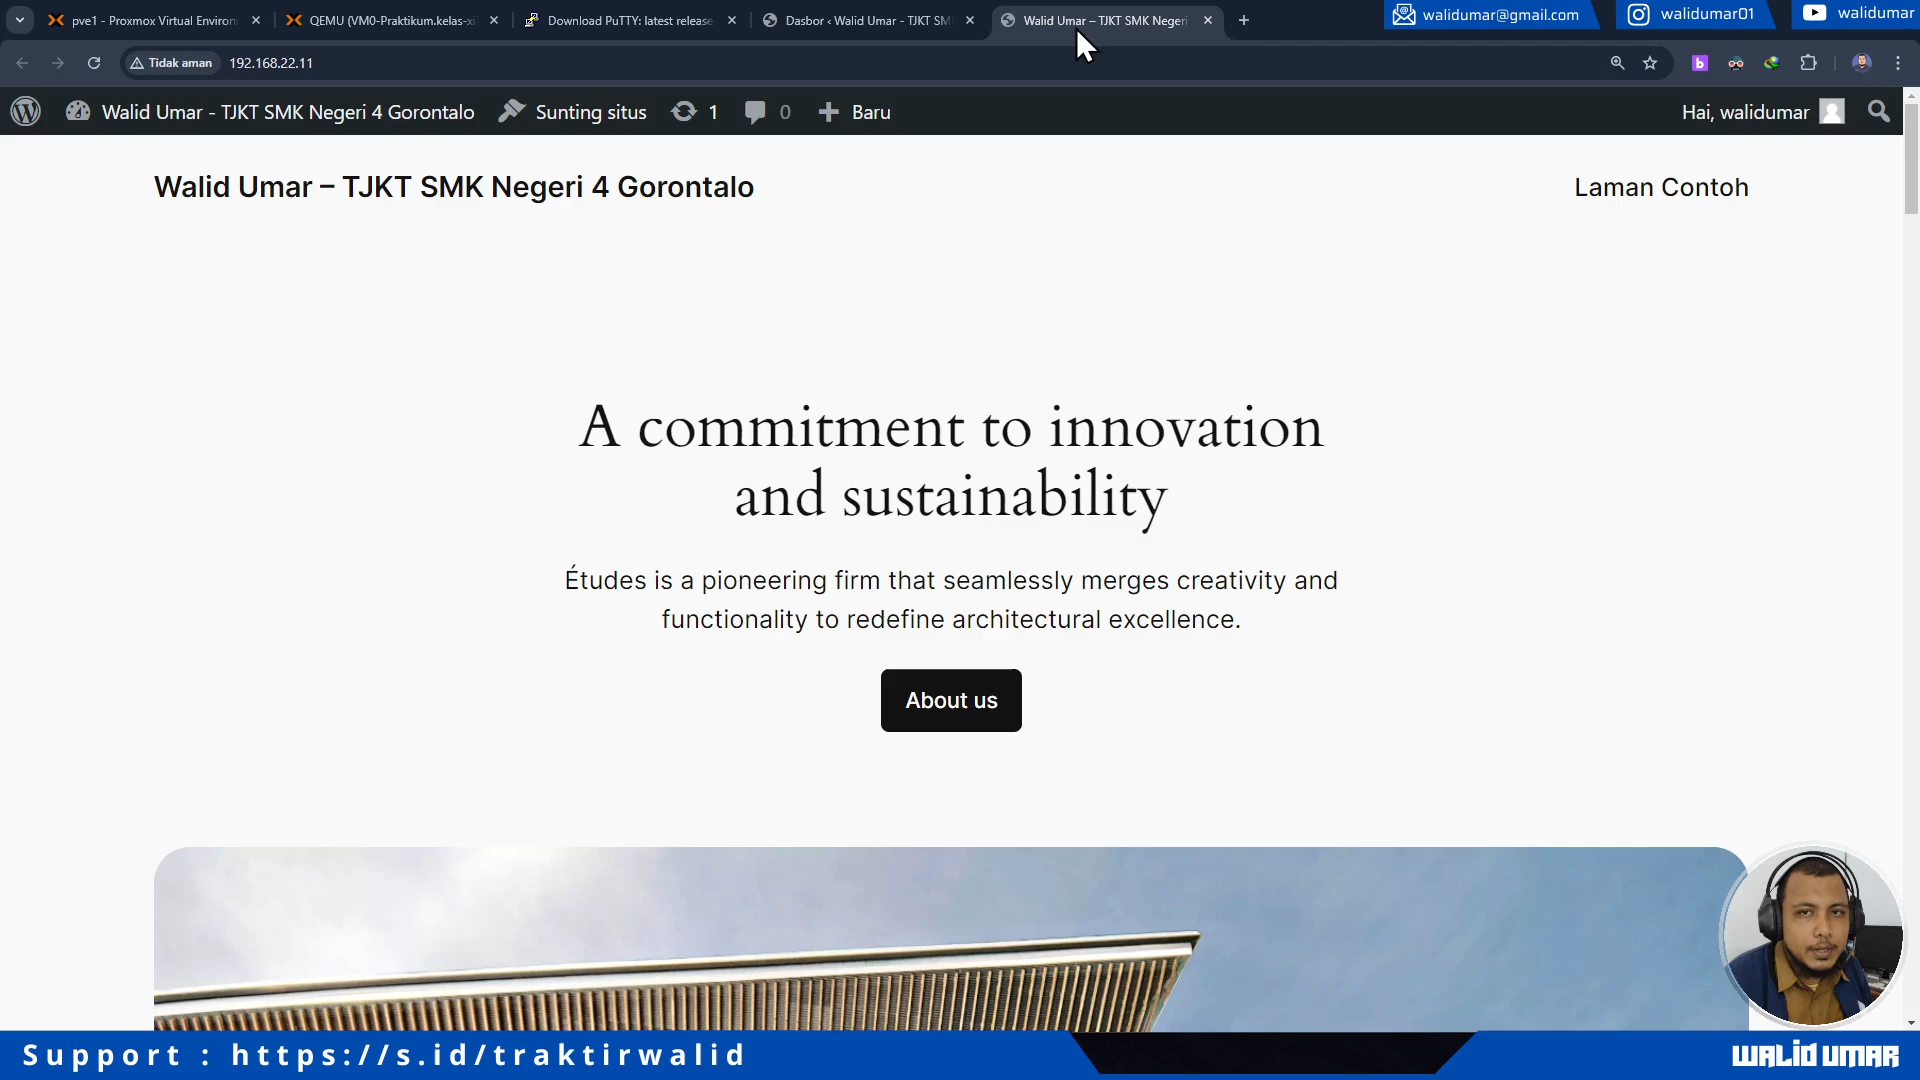 pve1 - Proxmox Virtual Environ
QEMU (VM0-Praktikum.kelas-xi
Download PuTTY: latest release
Dasbor ‹ Walid Umar - TJKT SM
Walid Umar – TJKT SMK Negeri
walidumar@gmail.com
walidumar01
walidumar
Tidak aman
192.168.22.11
Walid Umar - TJKT SMK Negeri 4 Gorontalo
Sunting situs
1
0
Baru
Hai, walidumar
Walid Umar – TJKT SMK Negeri 4 Gorontalo
Laman Contoh
A commitment to innovation
and sustainability
Études is a pioneering firm that seamlessly merges creativity and
functionality to redefine architectural excellence.
About us
Support : https://s.id/traktirwalid
WALID UMAR